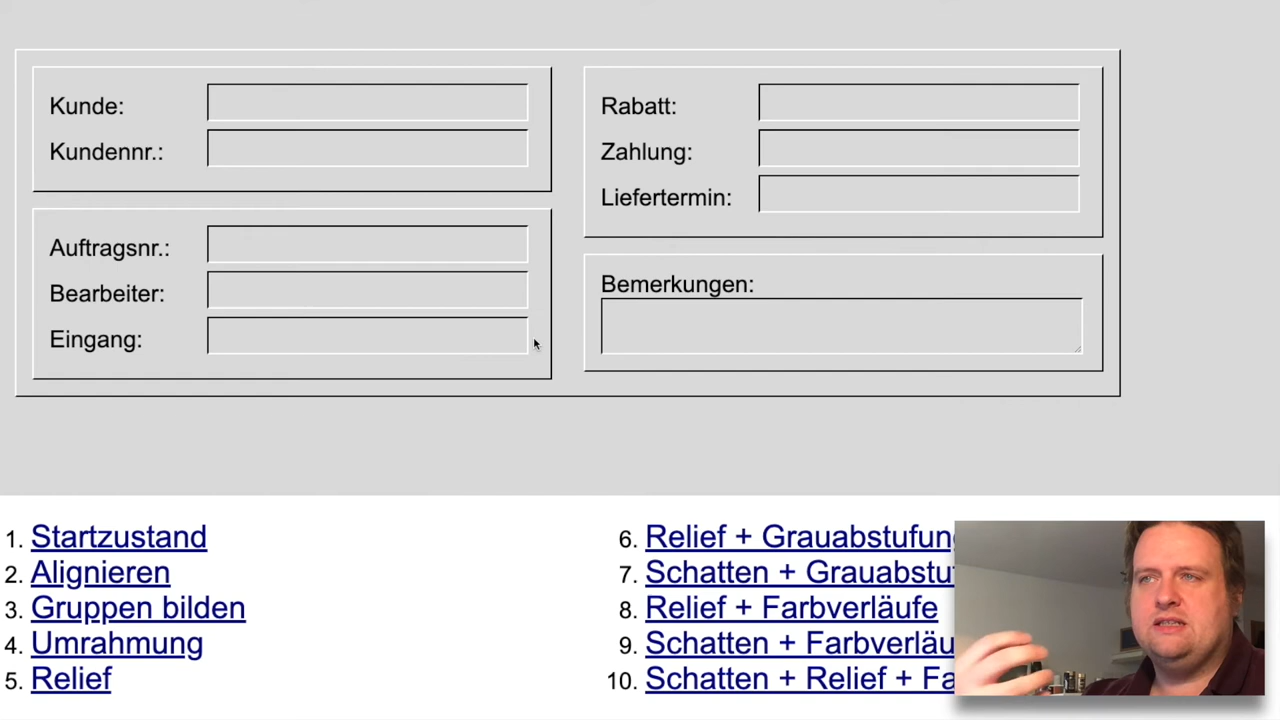 Kunde:
Kundennr.:
Auftragsnr.:
Bearbeiter:
Eingang:
Rabatt:
Zahlung:
Liefertermin:
Bemerkungen:
1. Startzustand
2. Alignieren
3. Gruppen bilden
4. Umrahmung
5. Relief
6. Relief + Grauabstufun
7. Schatten + Grauabstu
8. Relief + Farbverläufe
9. Schatten + Farbverläu
10. Schatten + Relief + Fa